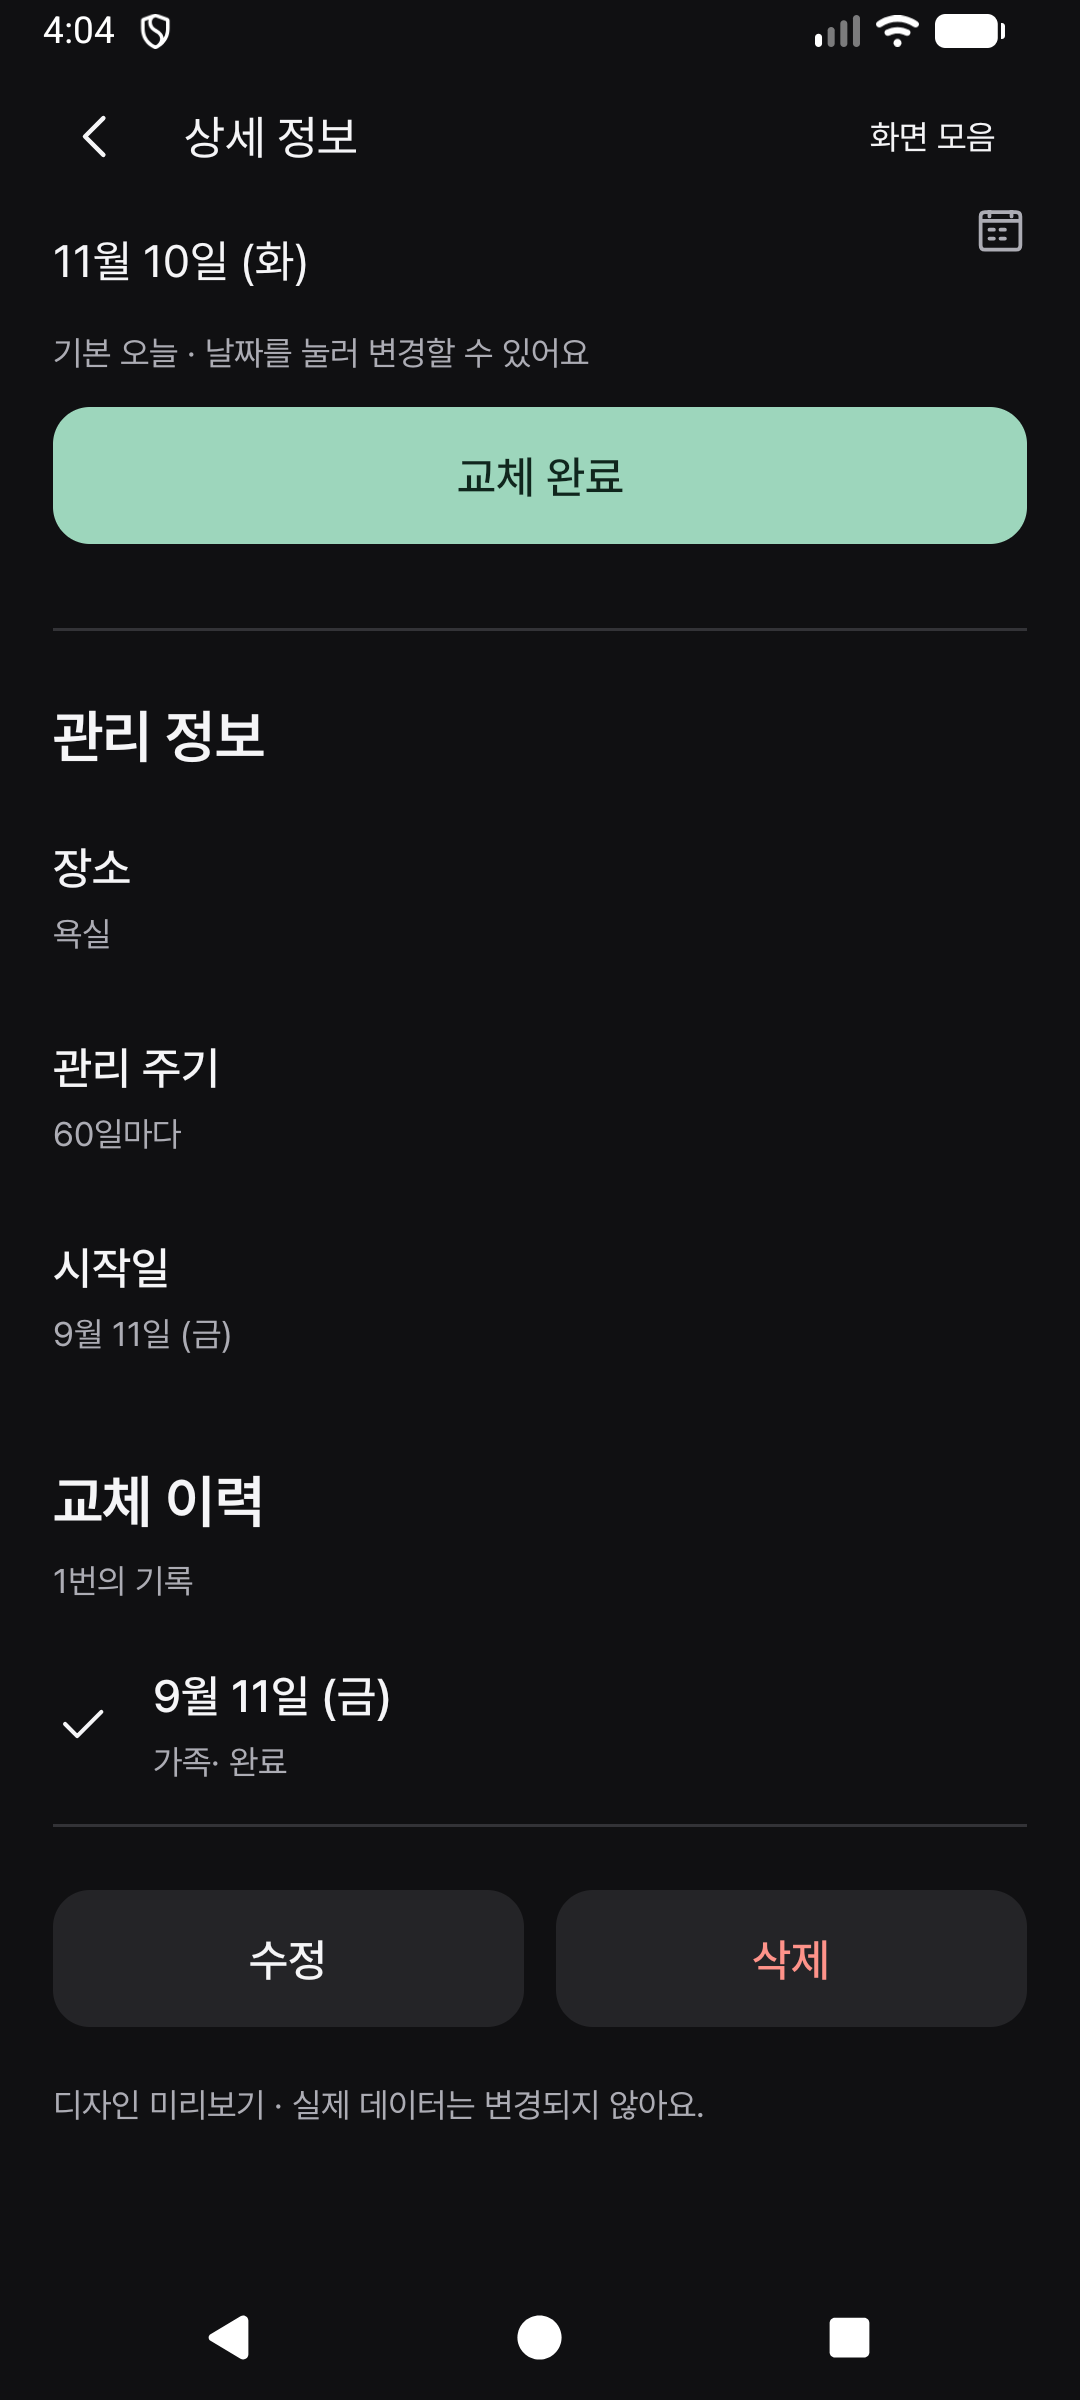 4:04
상세 정보
화면 모음
11월 10일 (화)
기본 오늘 · 날짜를 눌러 변경할 수 있어요
교체 완료
관리 정보
장소
욕실
관리 주기
60일마다
시작일
9월 11일 (금)
교체 이력
1번의 기록
9월 11일 (금)
가족· 완료
수정
삭제
디자인 미리보기 · 실제 데이터는 변경되지 않아요.